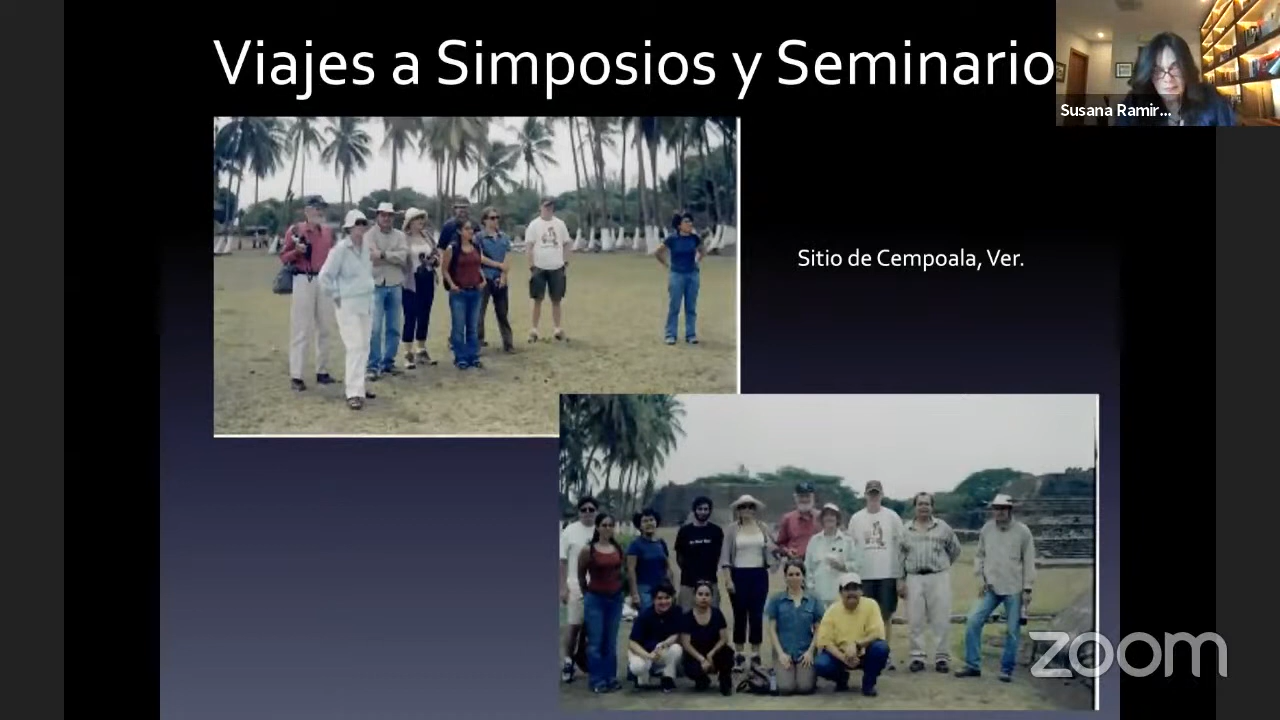 Viajes a Simposios y Seminario
Susana Ramir...
Sitio de Cempoala, Ver.
zoom